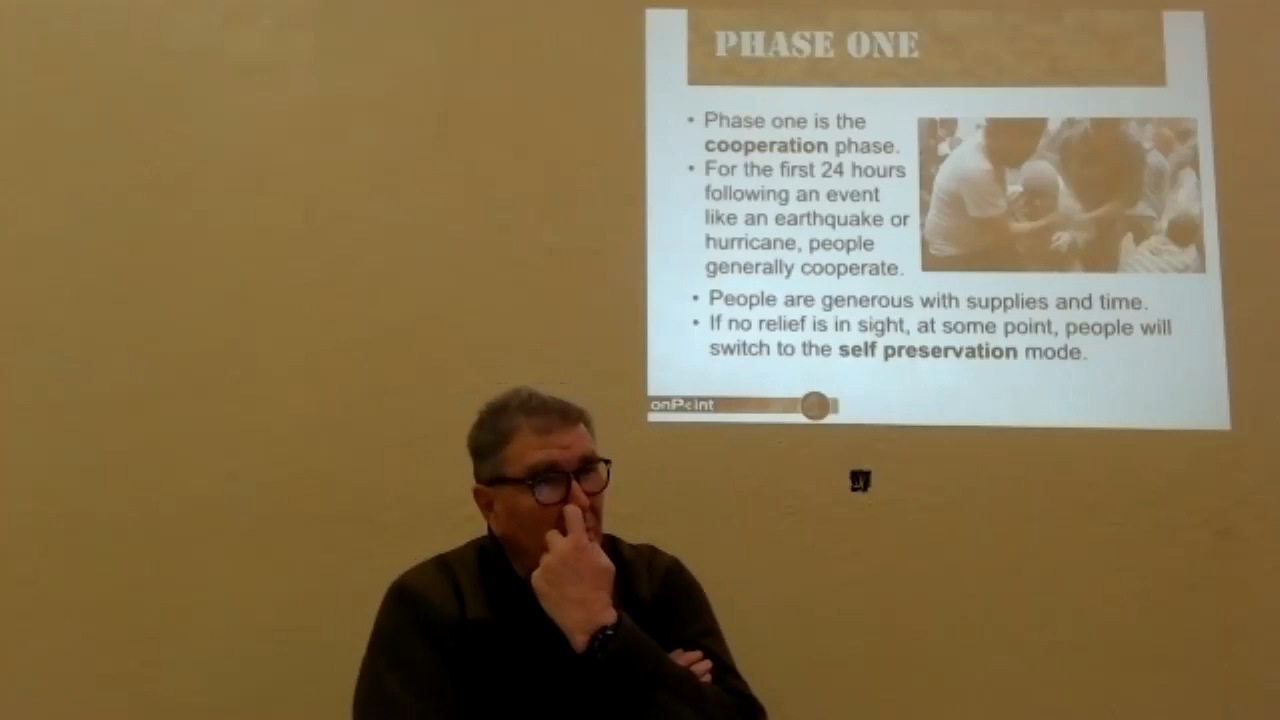 PHASE ONE
• Phase one is the
cooperation phase.
• For the first 24 hours
following an event
like an earthquake or
hurricane, people
generally cooperate.
• People are generous with supplies and time.
• If no relief is in sight, at some point, people will
switch to the self preservation mode.
onPoint